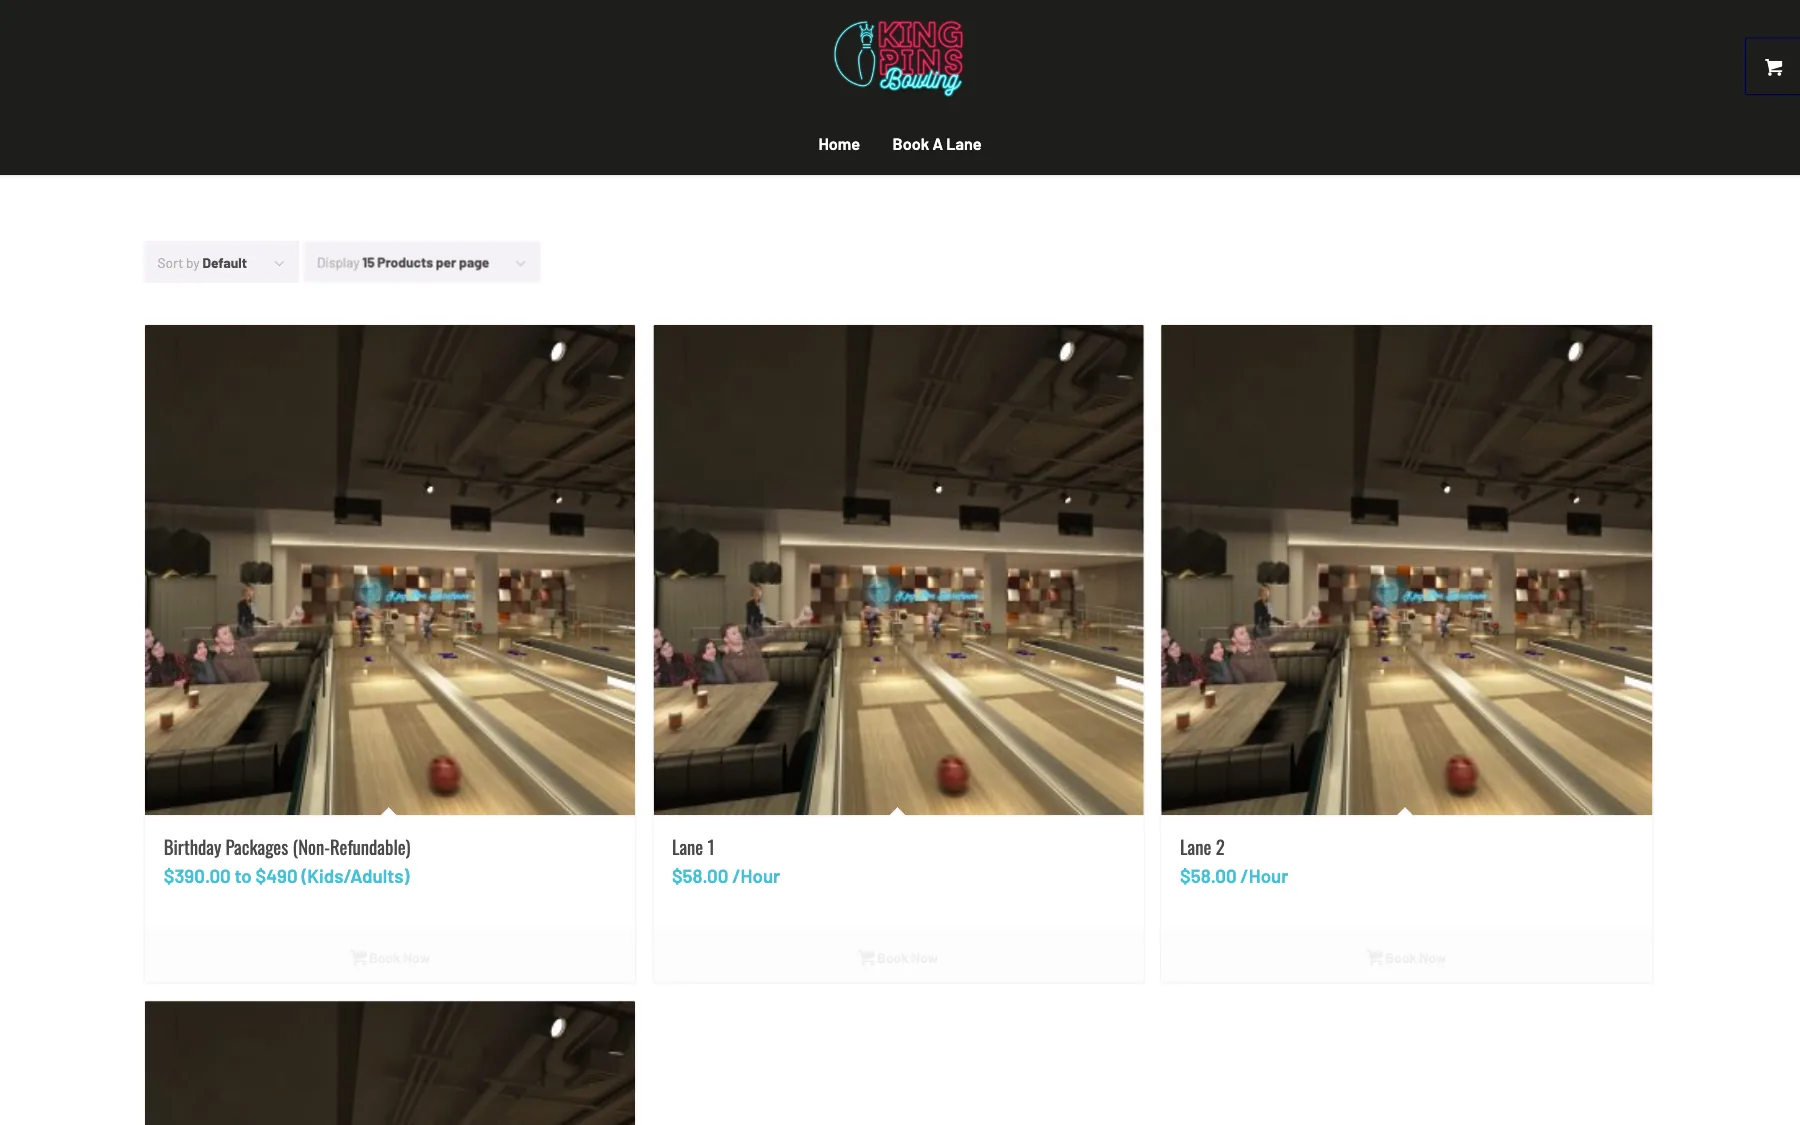 KING
PINS
Bowling
Home Book A Lane
Sort by Default
Display 15 Products per page
Birthday Packages (Non-Refundable)
$390.00 to $490 (Kids/Adults)
Book Now
Lane 1
$58.00 /Hour
Book Now
Lane 2
$58.00 /Hour
Book Now